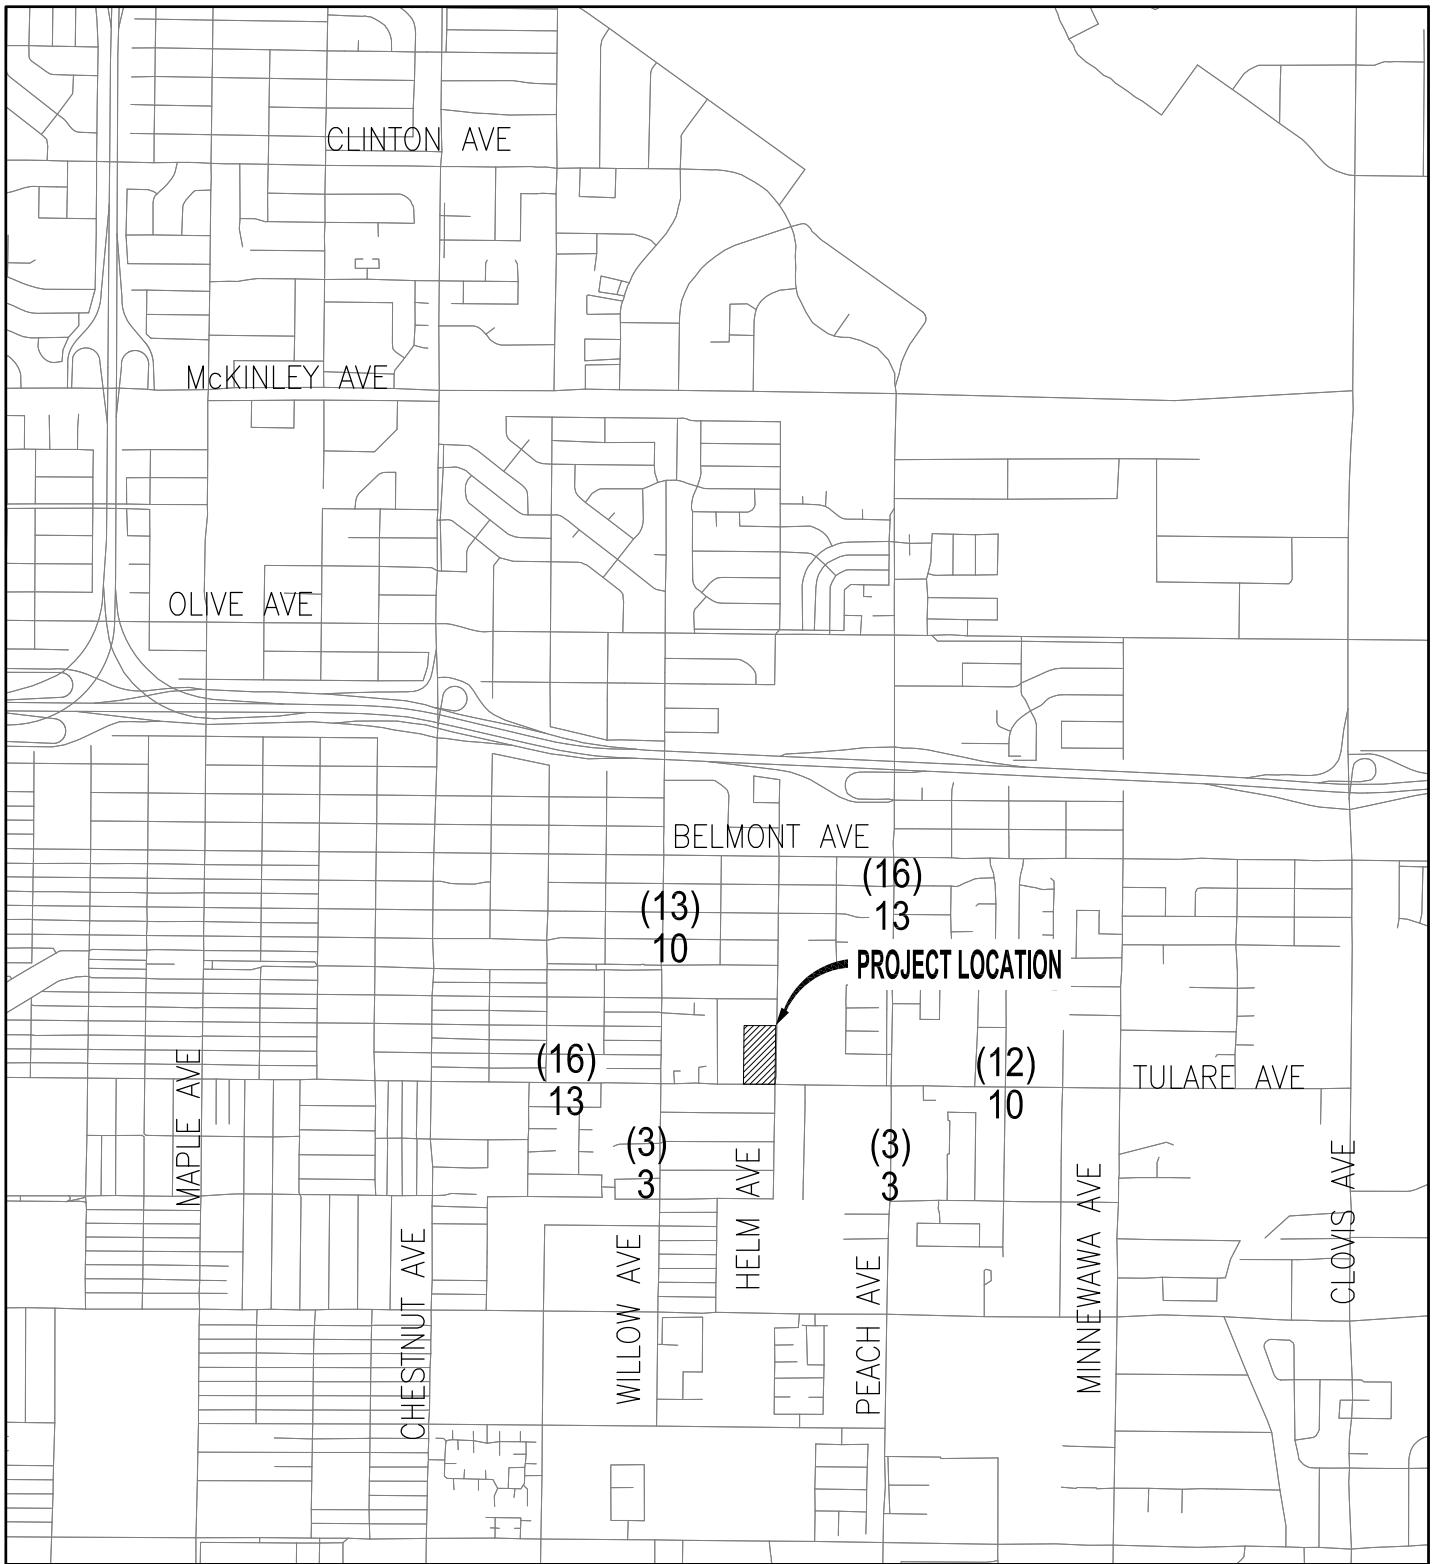 CLINTON AVE
McKINLEY AVE
OLIVE AVE
BELMONT AVE
(16)
13
(13)
10
PROJECT LOCATION
(16)
13
(12)
10
TULARE AVE
MAPLE AVE
(3)
3
(3)
3
HELM AVE
CHESTNUT AVE
WILLOW AVE
PEACH AVE
MINNEWAWA AVE
CLOVIS AVE